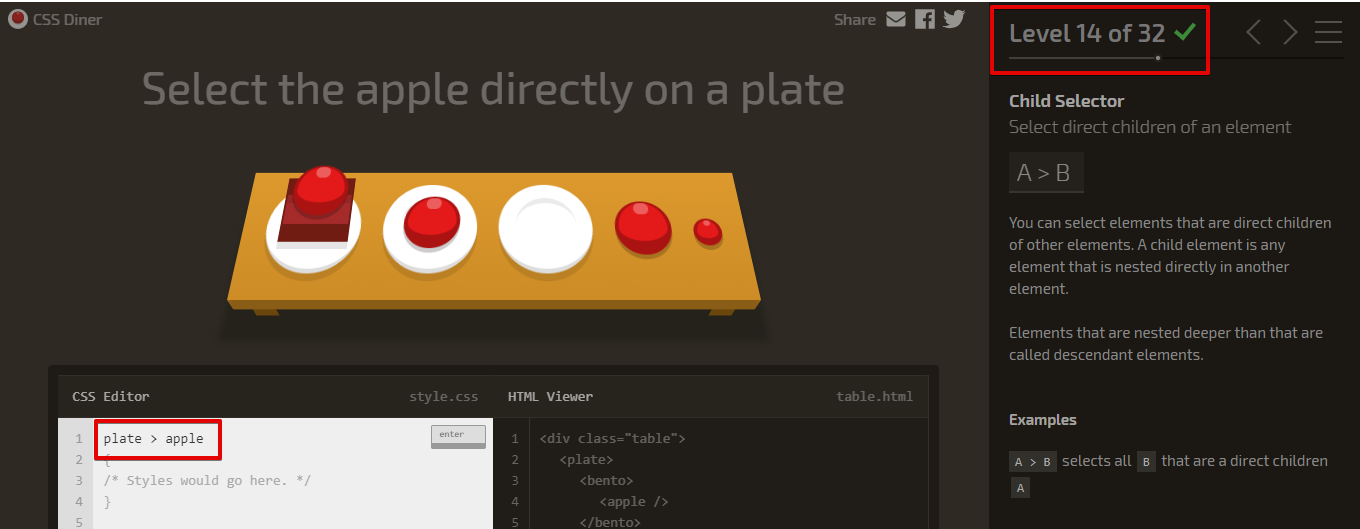 CSS Diner
Share
Level 14 of 32
Select the apple directly on a plate
Child Selector
Select direct children of an element
A > B
You can select elements that are direct children
of other elements. A child element is any
element that is nested directly in another
element.
Elements that are nested deeper than that are
called descendant elements.
Examples
A > B selects all B that are a direct children
A
CSS Editor
style.css
1 plate > apple
enter
2 {
3 /* Styles would go here. */
4 }
5
HTML Viewer
table.html
1 <div class="table">
2 <plate>
3 <bento>
4 <apple />
5 </bento>